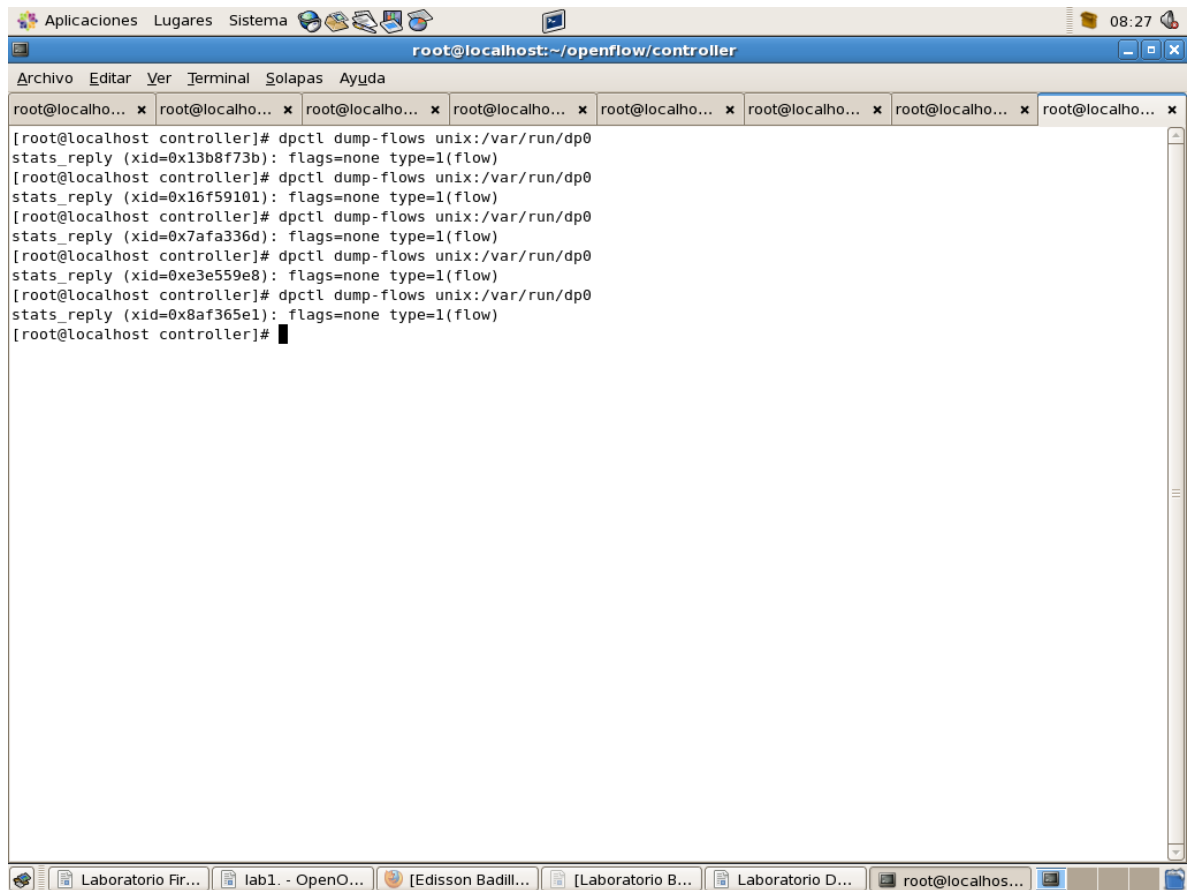 Aplicaciones Lugares Sistema 08:27
root@localhost:~/openflow/controller
Archivo Editar Ver Terminal Solapas Ayuda
root@localho... root@localho... root@localho... root@localho... root@localho... root@localho... root@localho... root@localho...
[root@localhost controller]# dpctl dump-flows unix:/var/run/dp0
stats_reply (xid=0x13b8f73b): flags=none type=1(flow)
[root@localhost controller]# dpctl dump-flows unix:/var/run/dp0
stats_reply (xid=0x16f59101): flags=none type=1(flow)
[root@localhost controller]# dpctl dump-flows unix:/var/run/dp0
stats_reply (xid=0x7afa336d): flags=none type=1(flow)
[root@localhost controller]# dpctl dump-flows unix:/var/run/dp0
stats_reply (xid=0xe3e559e8): flags=none type=1(flow)
[root@localhost controller]# dpctl dump-flows unix:/var/run/dp0
stats_reply (xid=0x8af365e1): flags=none type=1(flow)
[root@localhost controller]#
Laboratorio Fir... lab1. - OpenO... [Edisson Badill... [Laboratorio B... Laboratorio D... root@localhos...